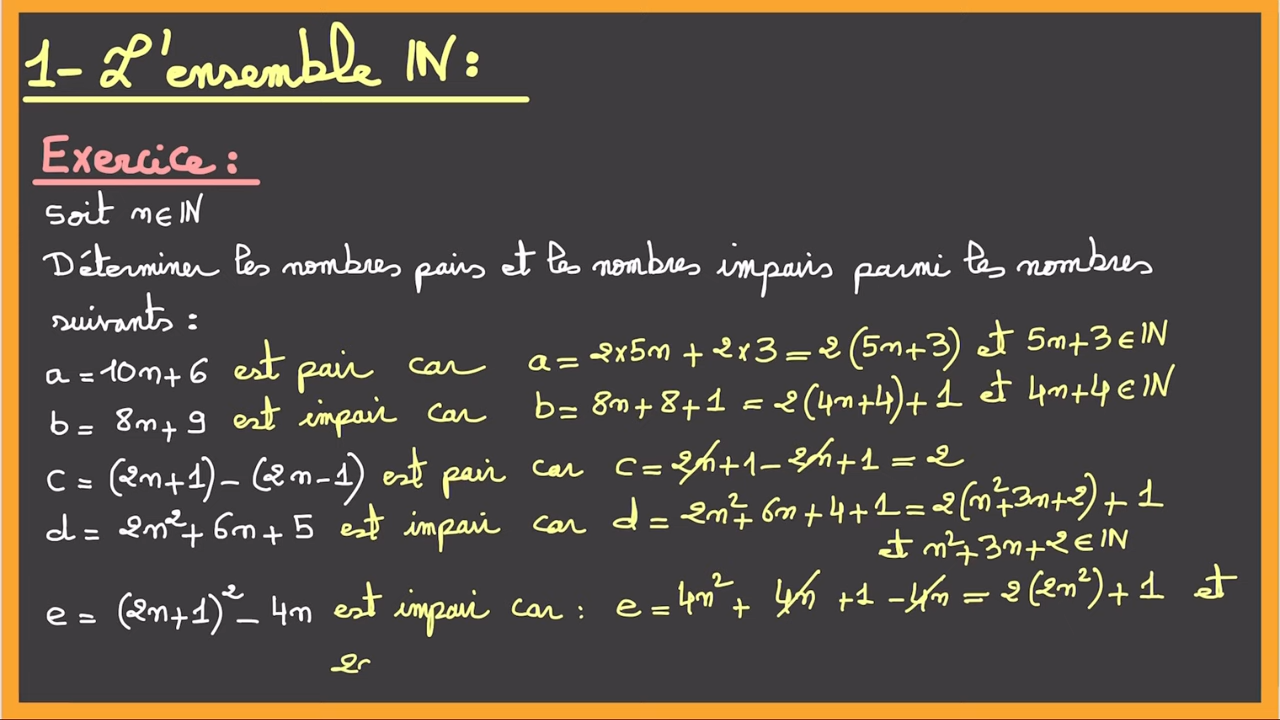 1- L'ensemble IN:
Exercice:
Soit n∈IN
Déterminer les nombres pairs et les nombres impairs parmi les nombres
suivants:
a = 10n+6 est pair car a = 2×5n + 2×3 = 2(5n+3) et 5n+3 ∈ IN
b = 8n+9 est impair car b = 8n+8+1 = 2(4n+4)+1 et 4n+4 ∈ IN
c = (2n+1) - (2n-1) est pair car c = 2n+1-2n+1 = 2
d = 2n²+6n+5 est impair car d = 2n²+6n+4+1 = 2(n²+3n+2)+1
et n²+3n+2 ∈ IN
e = (2n+1)² - 4n est impair car: e = 4n² + 4n +1 -4n = 2(2n²)+1 et